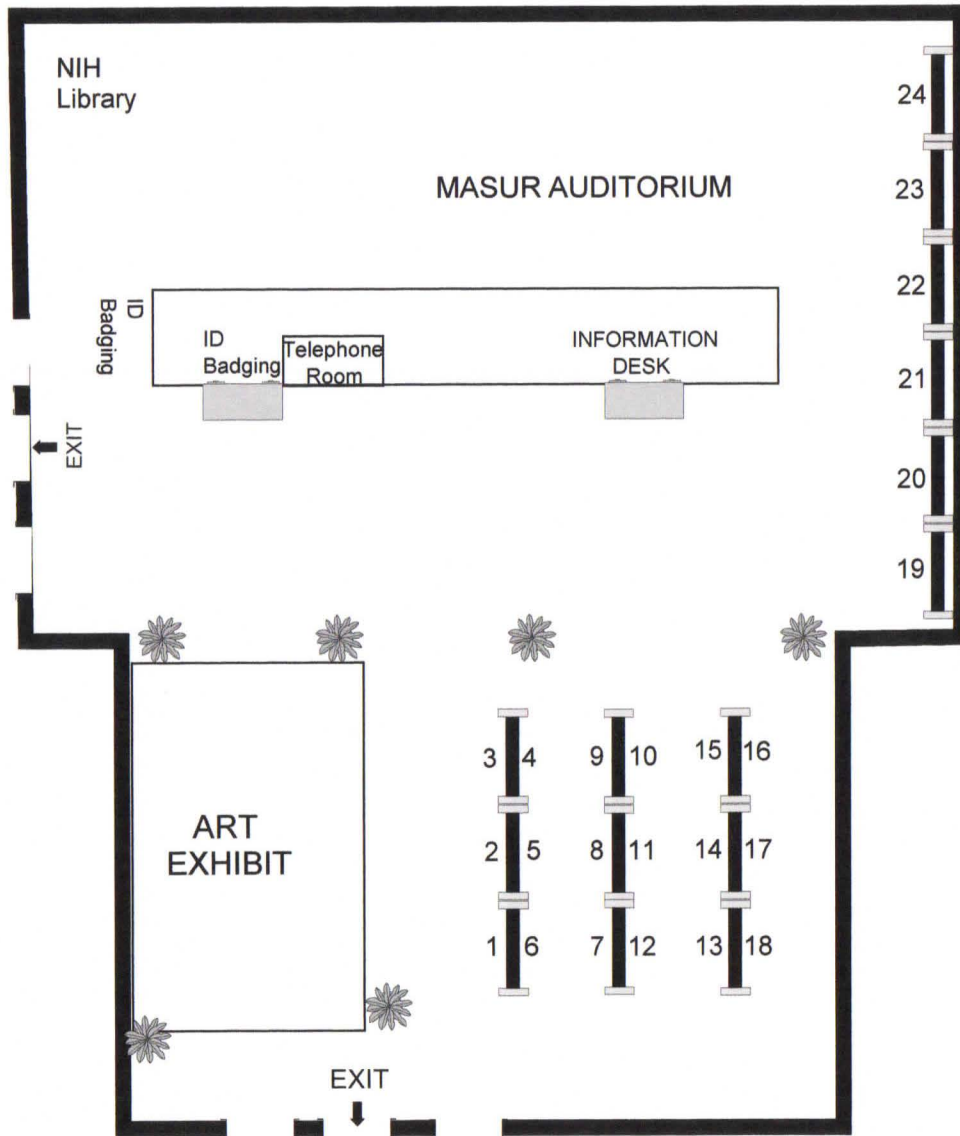 NIH
Library
24
MASUR AUDITORIUM
23
22
ID
Badging
ID
Badging
Telephone
Room
INFORMATION
DESK
21
EXIT
20
19
3 4 9 10 15 16
ART
EXHIBIT
2 5 8 11 14 17
1 6 7 12 13 18
EXIT